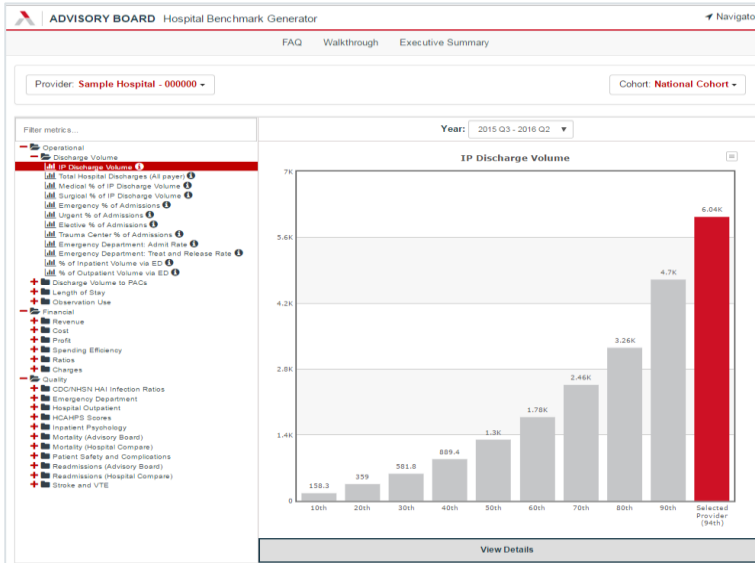 ADVISORY BOARD Hospital Benchmark Generator
Navigato
FAQ Walkthrough Executive Summary
Provider: Sample Hospital - 000000
Cohort: National Cohort
Filter metrics...
Operational
Discharge Volume
IP Discharge Volume
Total Hospital Discharges (All payer)
Medical % of IP Discharge Volume
Surgical % of IP Discharge Volume
Emergency % of Admissions
Urgent % of Admissions
Elective % of Admissions
Trauma Center % of Admissions
Emergency Department: Admit Rate
Emergency Department: Treat and Release Rate
% of Inpatient Volume via ED
% of Outpatient Volume via ED
Discharge Volume to PACs
Length of Stay
Observation Use
Financial
Revenue
Cost
Profit
Spending Efficiency
Ratios
Charges
Quality
CDC/NHSN HAI Infection Ratios
Emergency Department
Hospital Outpatient
HCAHPS Scores
Inpatient Psychology
Mortality (Advisory Board)
Mortality (Hospital Compare)
Patient Safety and Complications
Readmissions (Advisory Board)
Readmissions (Hospital Compare)
Stroke and VTE
Year: 2015 Q3 - 2016 Q2
IP Discharge Volume
7K
5.6K
4.2K
2.8K
1.4K
0
158.3
359
581.8
889.4
1.3K
1.78K
2.46K
3.26K
4.7K
6.04K
10th 20th 30th 40th 50th 60th 70th 80th 90th Selected
Provider
(94th)
View Details